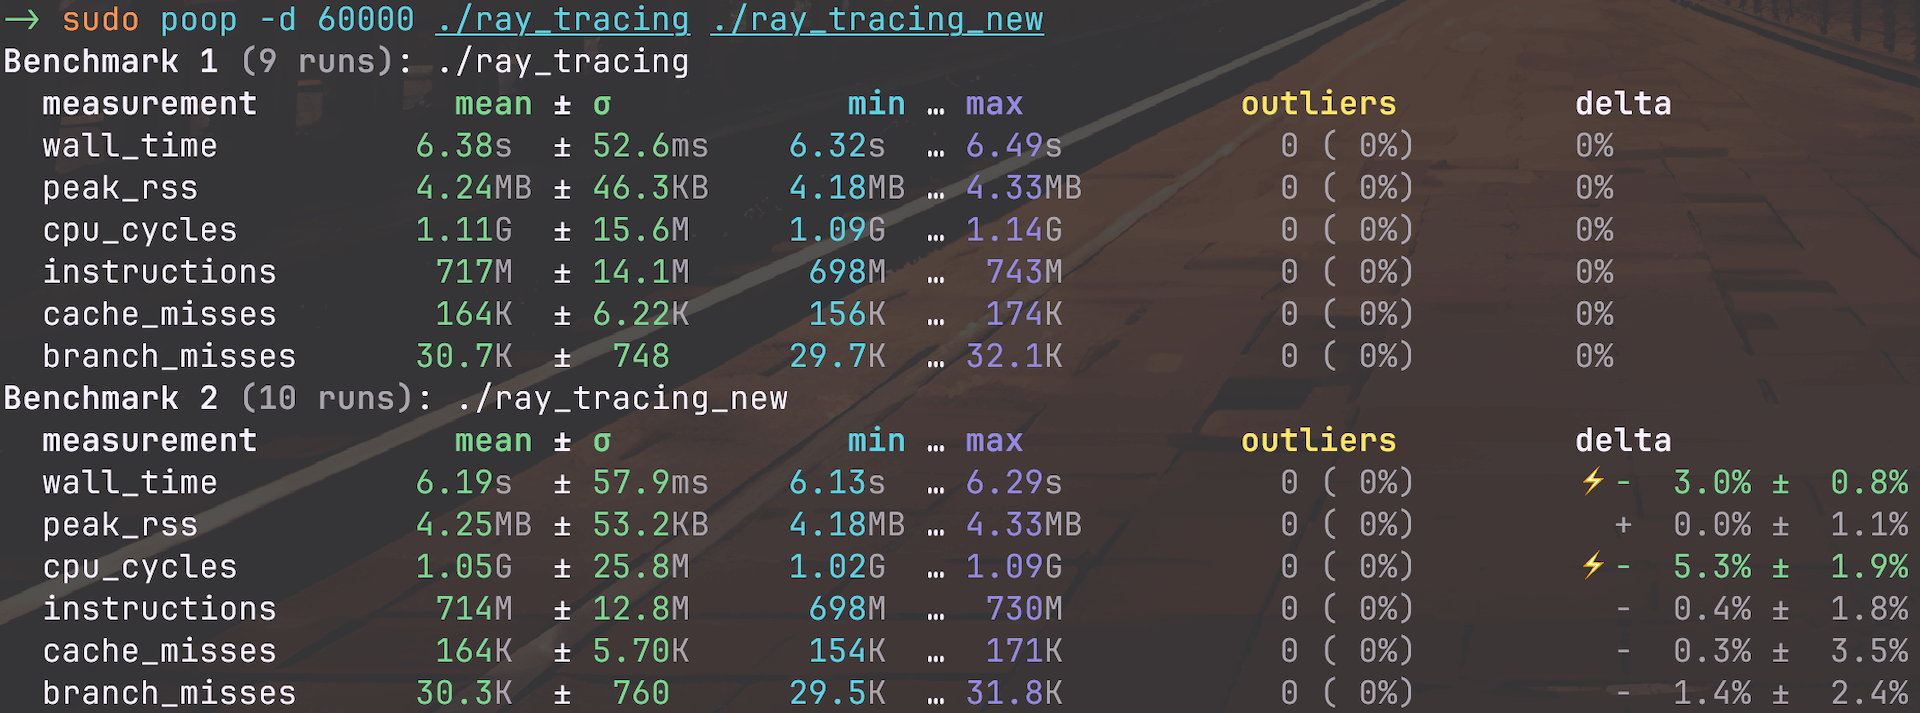 → sudo poop -d 60000 ./ray_tracing ./ray_tracing_new
Benchmark 1 (9 runs): ./ray_tracing
measurement mean ± σ min … max outliers delta
wall_time 6.38s ± 52.6ms 6.32s … 6.49s 0 ( 0%) 0%
peak_rss 4.24MB ± 46.3KB 4.18MB … 4.33MB 0 ( 0%) 0%
cpu_cycles 1.11G ± 15.6M 1.09G … 1.14G 0 ( 0%) 0%
instructions 717M ± 14.1M 698M … 743M 0 ( 0%) 0%
cache_misses 164K ± 6.22K 156K … 174K 0 ( 0%) 0%
branch_misses 30.7K ± 748 29.7K … 32.1K 0 ( 0%) 0%
Benchmark 2 (10 runs): ./ray_tracing_new
measurement mean ± σ min … max outliers delta
wall_time 6.19s ± 57.9ms 6.13s … 6.29s 0 ( 0%) ⚡- 3.0% ± 0.8%
peak_rss 4.25MB ± 53.2KB 4.18MB … 4.33MB 0 ( 0%) + 0.0% ± 1.1%
cpu_cycles 1.05G ± 25.8M 1.02G … 1.09G 0 ( 0%) ⚡- 5.3% ± 1.9%
instructions 714M ± 12.8M 698M … 730M 0 ( 0%) - 0.4% ± 1.8%
cache_misses 164K ± 5.70K 154K … 171K 0 ( 0%) - 0.3% ± 3.5%
branch_misses 30.3K ± 760 29.5K … 31.8K 0 ( 0%) - 1.4% ± 2.4%